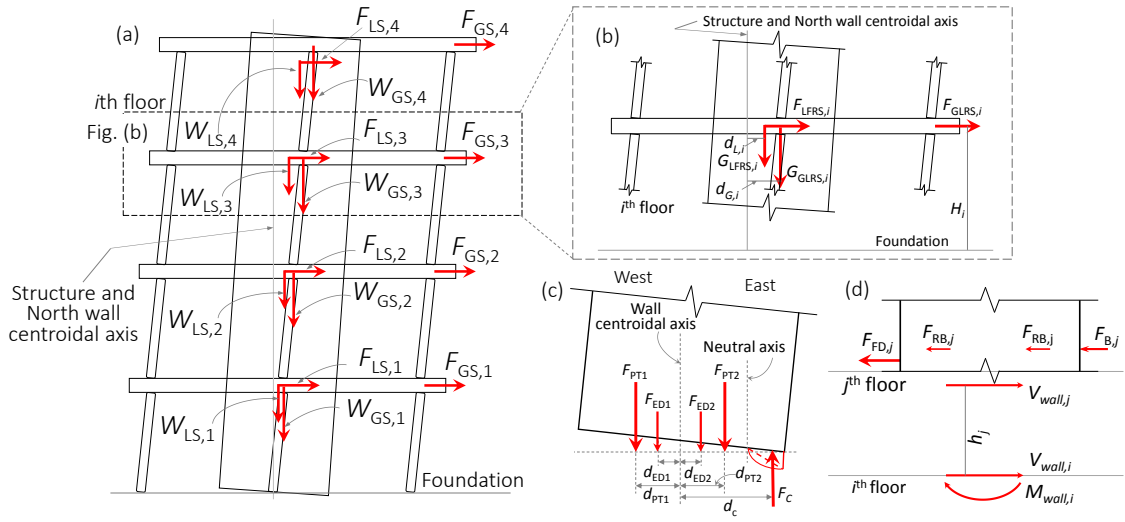 (a)
F_LS,4
F_GS,4
W_GS,4
ith floor
W_LS,4
Fig. (b)
F_LS,3
F_GS,3
W_LS,3
W_GS,3
F_LS,2
F_GS,2
Structure and
North wall
centroidal axis
W_LS,2
W_GS,2
F_LS,1
F_GS,1
W_LS,1
W_GS,1
Foundation
(b)
Structure and North wall centroidal axis
F_LFRS,i
F_GLRS,i
d_L,i
G_LFRS,i
G_GLRS,i
d_G,i
i^th floor
H_i
Foundation
(c)
West
East
Wall
centroidal axis
Neutral axis
F_PT1
F_PT2
F_ED1
F_ED2
d_ED1
d_ED2
d_PT2
d_PT1
d_c
F_C
(d)
F_FD,j
F_RB,j
F_RB,j
F_B,j
j^th floor
V_wall,j
h_j
V_wall,i
i^th floor
M_wall,i